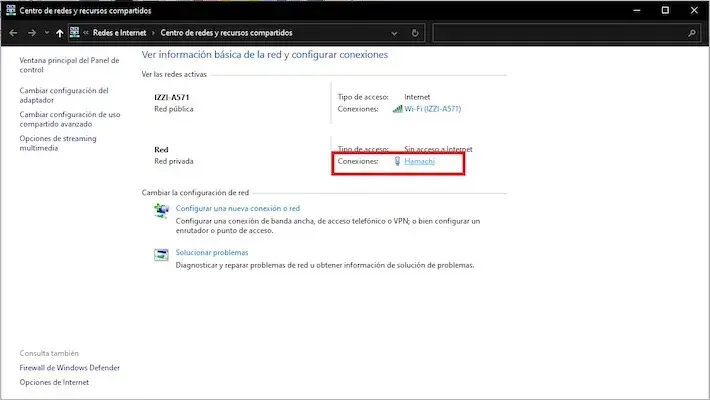 Centro de redes y recursos compartidos
Redes e Internet > Centro de redes y recursos compartidos
Ventana principal del Panel de
control
Cambiar configuración del
adaptador
Cambiar configuración de uso
compartido avanzado
Opciones de streaming
multimedia
Ver información básica de la red y configurar conexiones
Ver las redes activas
IZZI-A571
Red pública
Tipo de acceso: Internet
Conexiones: Wi-Fi (IZZI-A571)
Red
Red privada
Tipo de acceso: Sin acceso a Internet
Conexiones: Hamachi
Cambiar la configuración de red
Configurar una nueva conexión o red
Configurar una conexión de banda ancha, de acceso telefónico o VPN; o bien configurar un
enrutador o punto de acceso.
Solucionar problemas
Diagnosticar y reparar problemas de red u obtener información de solución de problemas.
Consulta también
Firewall de Windows Defender
Opciones de Internet